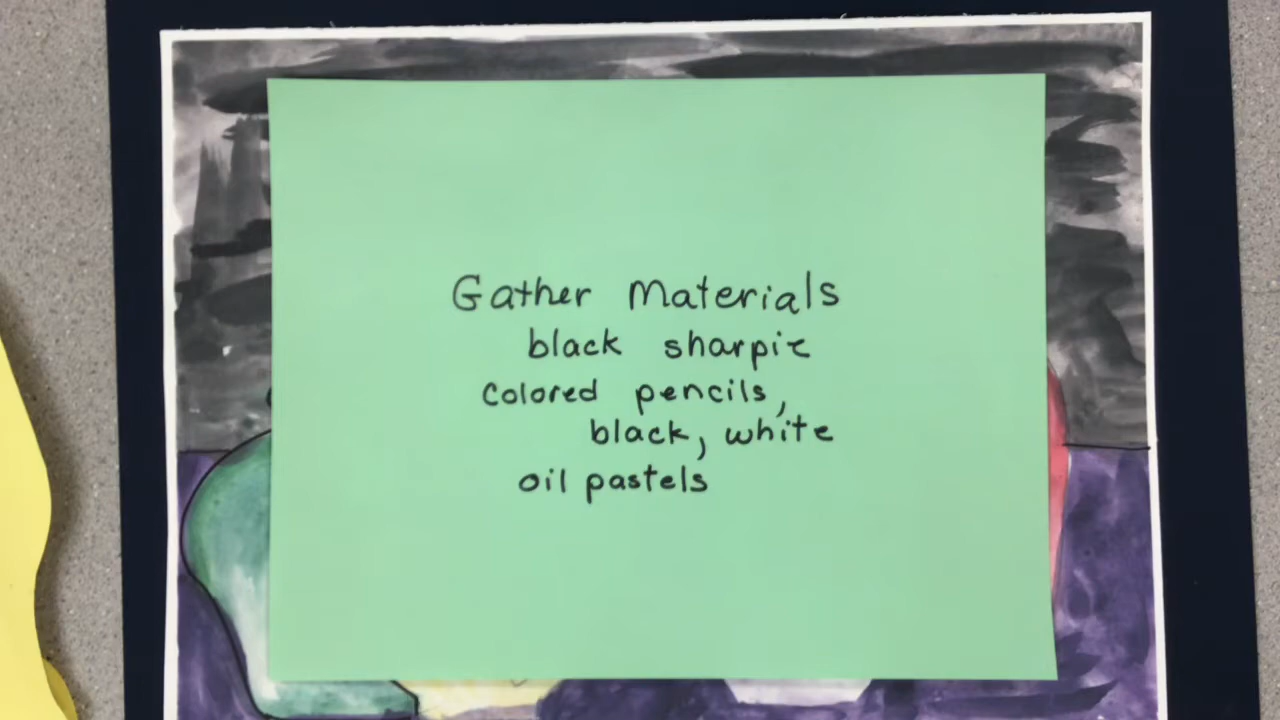 Gather Materials
black sharpie
Colored pencils,
black, white
oil pastels